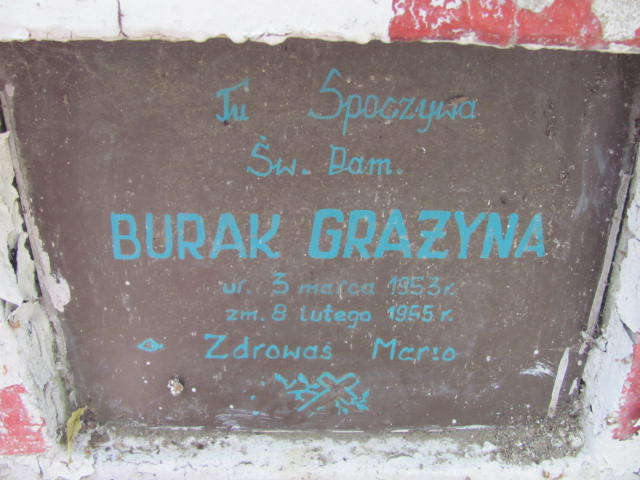 Tu Spoczywa
Św. Pam.
BURAK GRAŻYNA
ur. 3 marca 1953 r.
zm. 8 lutego 1955 r.
Zdrowaś Mario